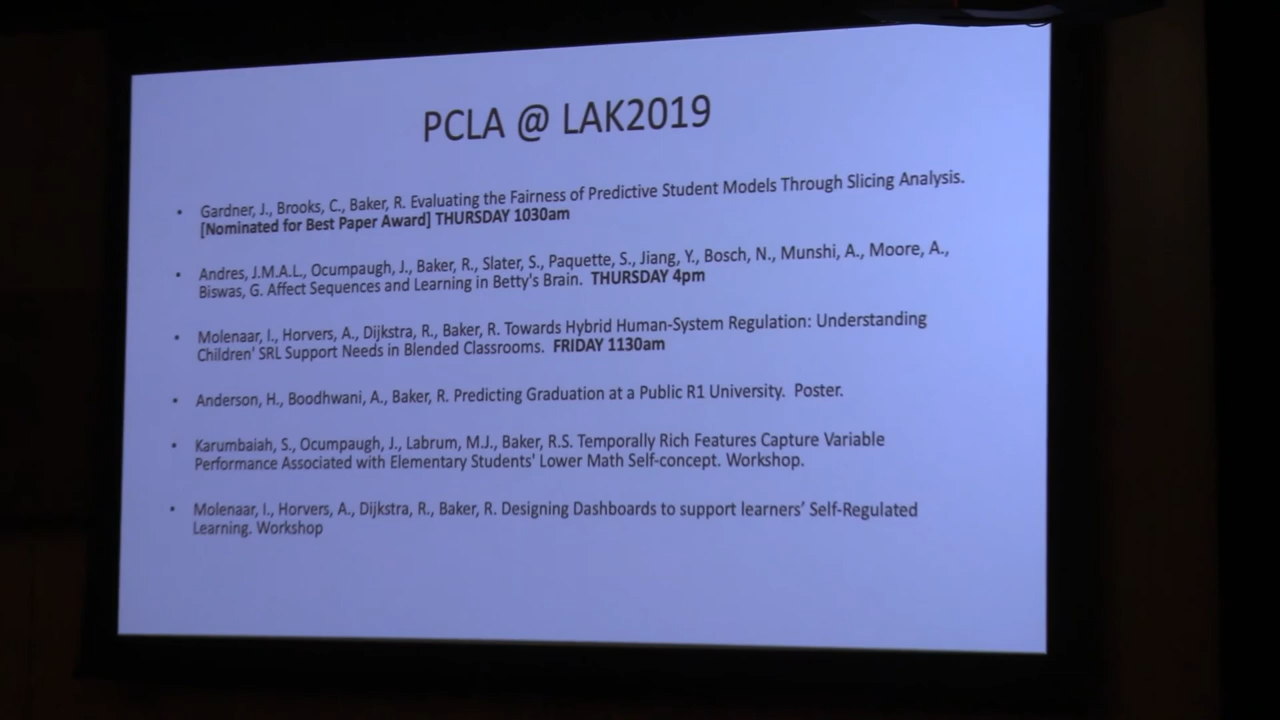 PCLA @ LAK2019
• Gardner, J., Brooks, C., Baker, R. Evaluating the Fairness of Predictive Student Models Through Slicing Analysis.
[Nominated for Best Paper Award] THURSDAY 1030am
• Andres, J.M.A.L., Ocumpaugh, J., Baker, R., Slater, S., Paquette, S., Jiang, Y., Bosch, N., Munshi, A., Moore, A.,
Biswas, G. Affect Sequences and Learning in Betty's Brain. THURSDAY 4pm
• Molenaar, I., Horvers, A., Dijkstra, R., Baker, R. Towards Hybrid Human-System Regulation: Understanding
Children' SRL Support Needs in Blended Classrooms. FRIDAY 1130am
• Anderson, H., Boodhwani, A., Baker, R. Predicting Graduation at a Public R1 University. Poster.
• Karumbaiah, S., Ocumpaugh, J., Labrum, M.J., Baker, R.S. Temporally Rich Features Capture Variable
Performance Associated with Elementary Students' Lower Math Self-concept. Workshop.
• Molenaar, I., Horvers, A., Dijkstra, R., Baker, R. Designing Dashboards to support learners’ Self-Regulated
Learning. Workshop